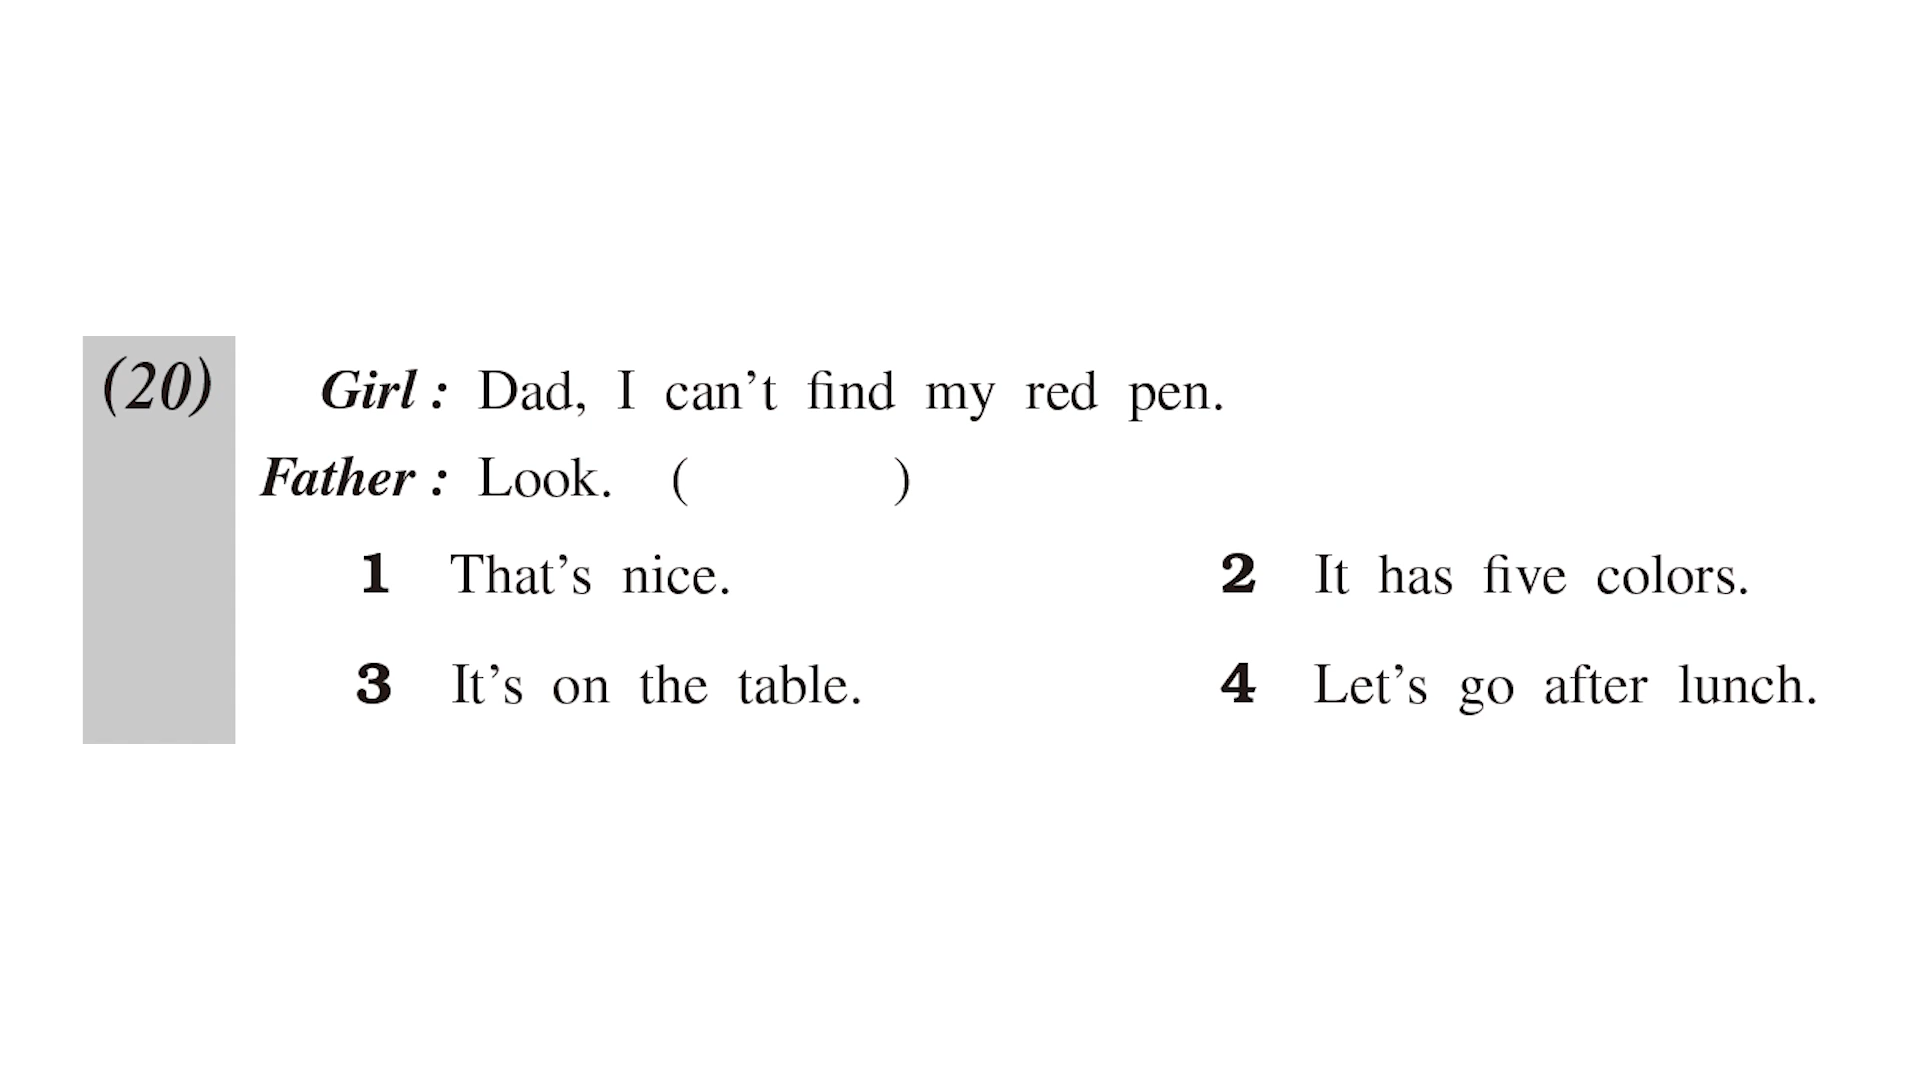 (20) Girl : Dad, I can’t find my red pen.
Father : Look. ( )
1 That’s nice. 2 It has five colors.
3 It’s on the table. 4 Let’s go after lunch.